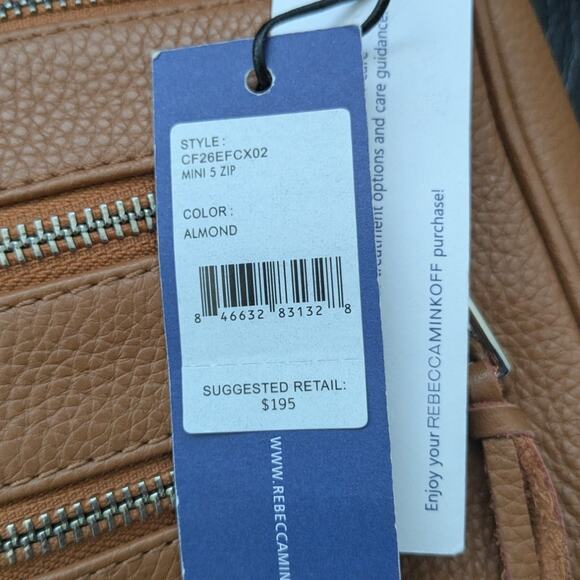 STYLE:
CF26EFCX02
MINI 5 ZIP
COLOR:
ALMOND
8 46632 83132 8
SUGGESTED RETAIL:
$195
WWW.REBECCAMIN
treatment options and care guidance.
care
Enjoy your REBECCAMINKOFF purchase!